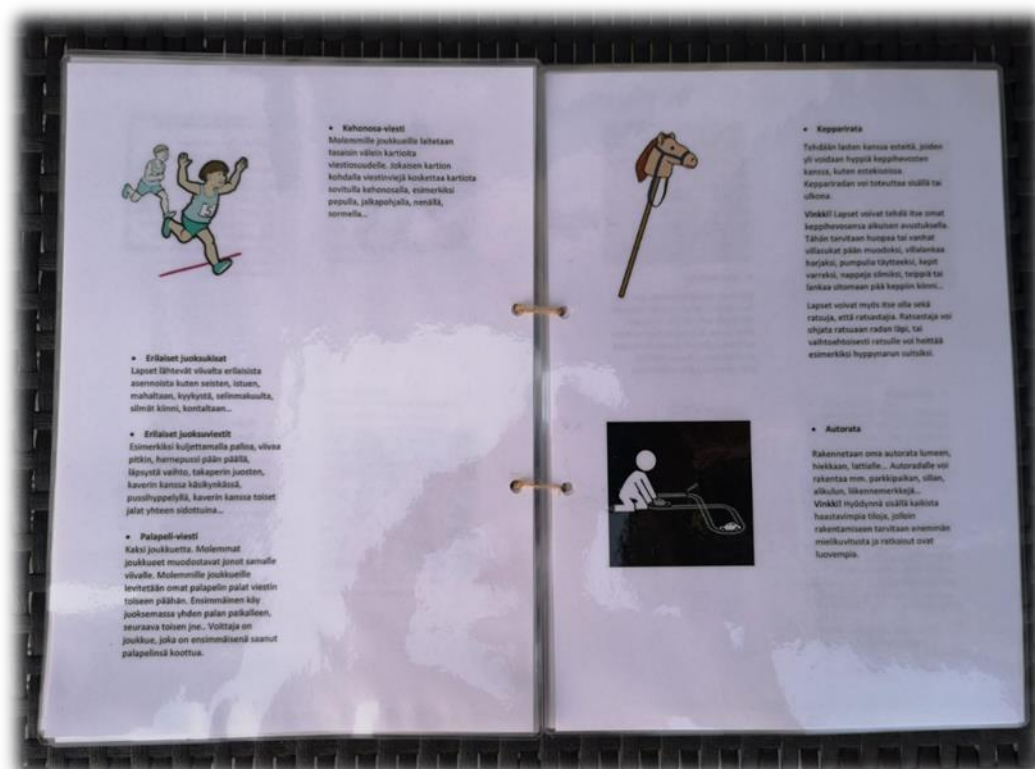 • Kehonosa-viesti
Molemmille joukkueille laitetaan
tasaisin välein kartioita
viestiosuudelle. Jokaisen kartion
kohdalla viestinviejä koskettaa kartiota
sovitulla kehonosalla, esimerkiksi
pepulla, jalkapohjalla, nenällä,
sormella...
• Erilaiset juoksukisat
Lapset lähtevät viivalta erilaisista
asennoista kuten seisten, istuen,
mahaltaan, kyykystä, selinmakuulta,
silmät kiinni, kontaltaan...
• Erilaiset juoksuviestit
Esimerkiksi kuljettamalla palloa, viivaa
pitkin, hernepussi pään päällä,
läpsystä vaihto, takaperin juosten,
kaverin kanssa käsikynkässä,
pussihyppelyllä, kaverin kanssa toiset
jalat yhteen sidottuina...
• Palapeli-viesti
Kaksi joukkuetta. Molemmat
joukkueet muodostavat jonot samalle
viivalle. Molemmille joukkueille
levitetään omat palapelin palat viestin
toiseen päähän. Ensimmäinen käy
juoksemassa yhden palan paikalleen,
seuraava toisen jne.. Voittaja on
joukkue, joka on ensimmäisenä saanut
palapelinsä koottua.
• Kepparirata
Tehdään lasten kanssa esteitä, joiden
yli voidaan hyppiä keppihevosten
kanssa, kuten estekisoissa.
Keppariradan voi toteuttaa sisällä tai
ulkona.
Vinkki! Lapset voivat tehdä itse omat
keppihevosensa aikuisen avustuksella.
Tähän tarvitaan huopaa tai vanhat
villasukat pään muodoksi, villalankaa
harjaksi, pumpulia täytteeksi, kepit
varreksi, nappeja silmiksi, teippiä tai
lankaa sitomaan pää keppiin kiinni...
Lapset voivat myös itse olla sekä
ratsuja, että ratsastajia. Ratsastaja voi
ohjata ratsuaan radan läpi, tai
vaihtoehtoisesti ratsulle voi heittää
esimerkiksi hyppynarun suitsiksi.
• Autorata
Rakennetaan oma autorata lumeen,
hiekkaan, lattialle... Autoradalle voi
rakentaa mm. parkkipaikan, sillan,
alikulun, liikennemerkkejä...
Vinkki! Hyödynnä sisällä kaikista
haastavimpia tiloja, jolloin
rakentamiseen tarvitaan enemmän
mielikuvitusta ja ratkaisut ovat
luovempia.